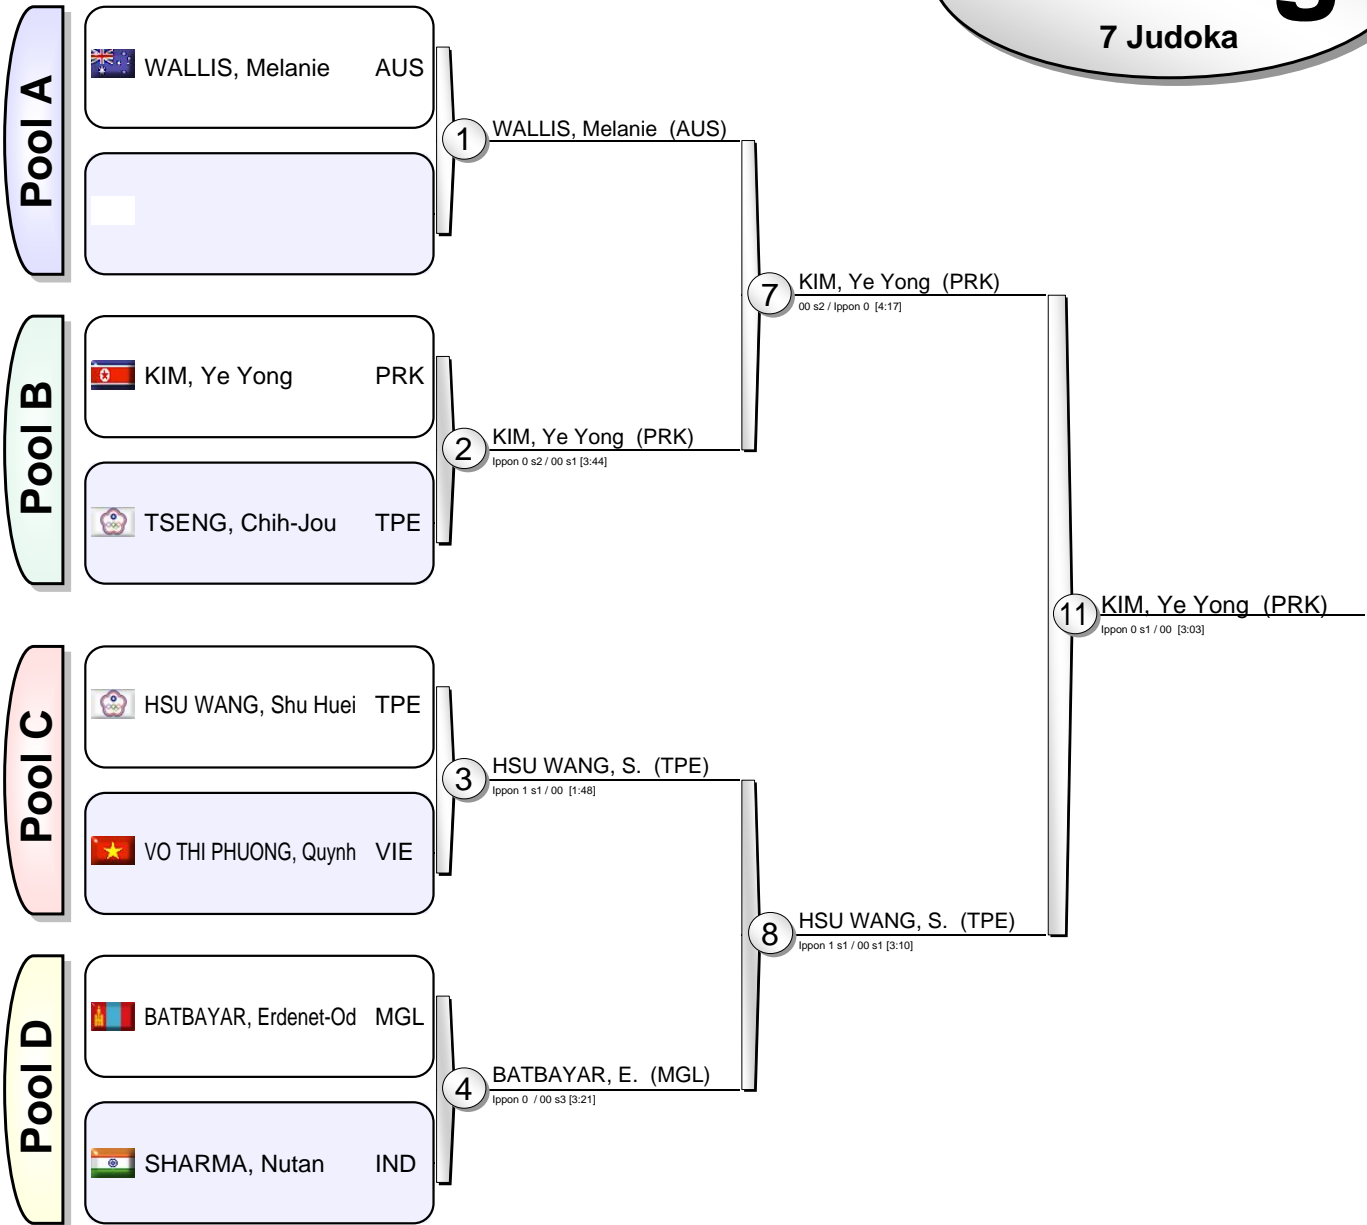 7 Judoka
Pool A
WALLIS, Melanie AUS
1 WALLIS, Melanie (AUS)
7 KIM, Ye Yong (PRK)
00 s2 / Ippon 0 [4:17]
Pool B
KIM, Ye Yong PRK
2 KIM, Ye Yong (PRK)
Ippon 0 s2 / 00 s1 [3:44]
TSENG, Chih-Jou TPE
11 KIM, Ye Yong (PRK)
Ippon 0 s1 / 00 [3:03]
Pool C
HSU WANG, Shu Huei TPE
3 HSU WANG, S. (TPE)
Ippon 1 s1 / 00 [1:48]
VO THI PHUONG, Quynh VIE
8 HSU WANG, S. (TPE)
Ippon 1 s1 / 00 s1 [3:10]
Pool D
BATBAYAR, Erdenet-Od MGL
4 BATBAYAR, E. (MGL)
Ippon 0 / 00 s3 [3:21]
SHARMA, Nutan IND